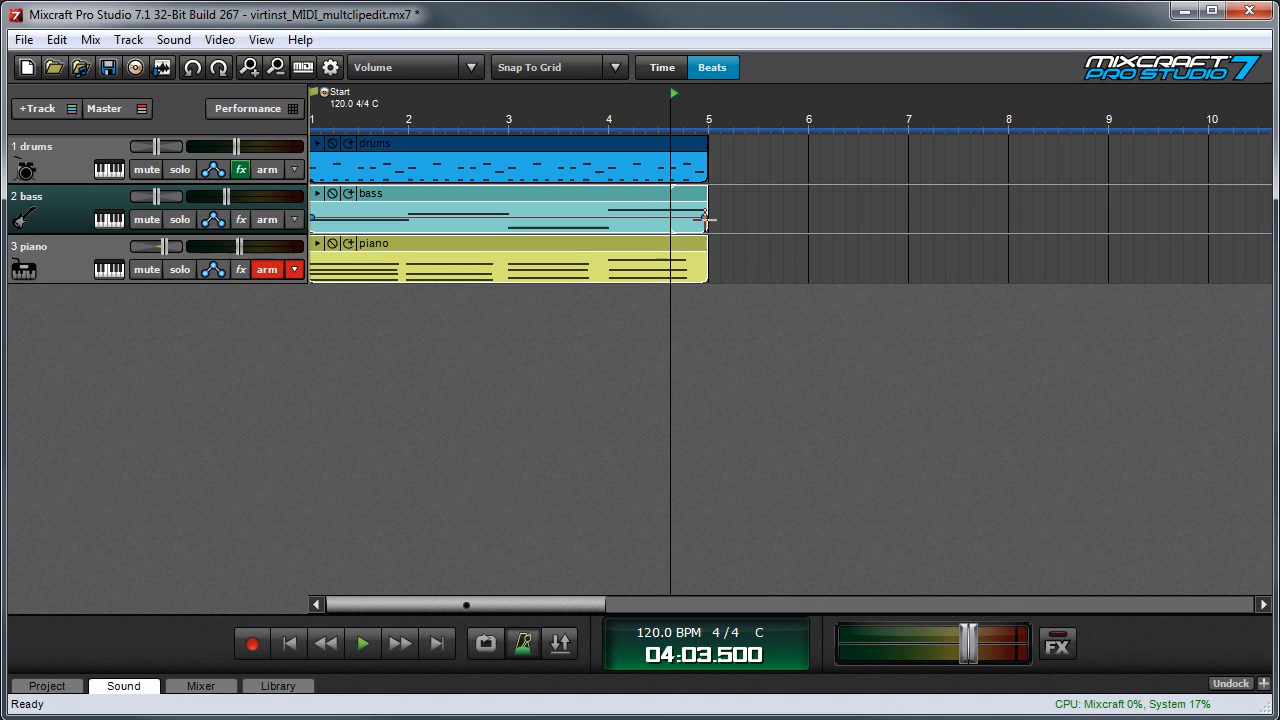 Mixcraft Pro Studio 7.1 32-Bit Build 267 - virtinst_MIDI_multclipedit.mx7 *
File Edit Mix Track Sound Video View Help
Volume Snap To Grid Time Beats
MIXCRAFT PRO STUDIO 7
+Track Master Performance
Start
120.0 4/4 C
1 2 3 4 5 6 7 8 9 10
1 drums
mute solo fx arm
drums
2 bass
mute solo fx arm
bass
3 piano
mute solo fx arm
piano
120.0 BPM 4 / 4 C
04:03.500
FX
Project Sound Mixer Library
Undock
Ready
CPU: Mixcraft 0%, System 17%